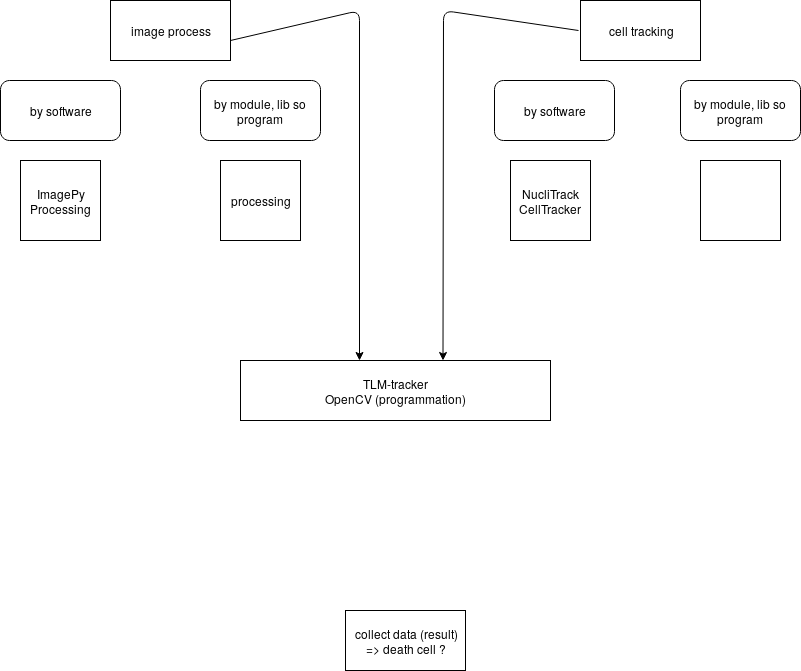 image process
cell tracking
by software
by module, lib so
program
by software
by module, lib so
program
ImagePy
Processing
processing
NucliTrack
CellTracker
TLM-tracker
OpenCV (programmation)
collect data (result)
=> death cell ?